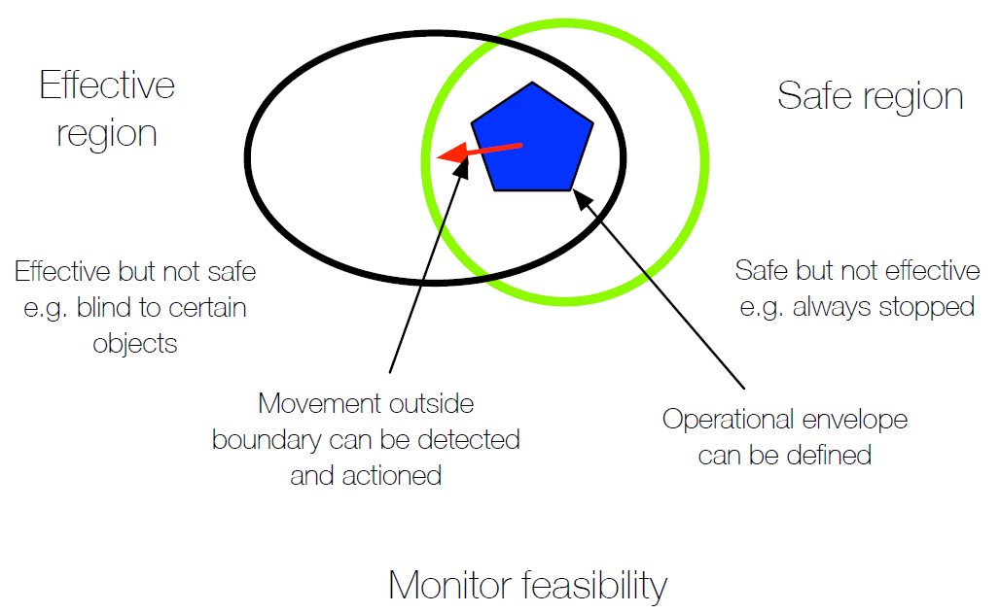 Effective
region
Safe region
Effective but not safe
e.g. blind to certain
objects
Safe but not effective
e.g. always stopped
Movement outside
boundary can be detected
and actioned
Operational envelope
can be defined
Monitor feasibility